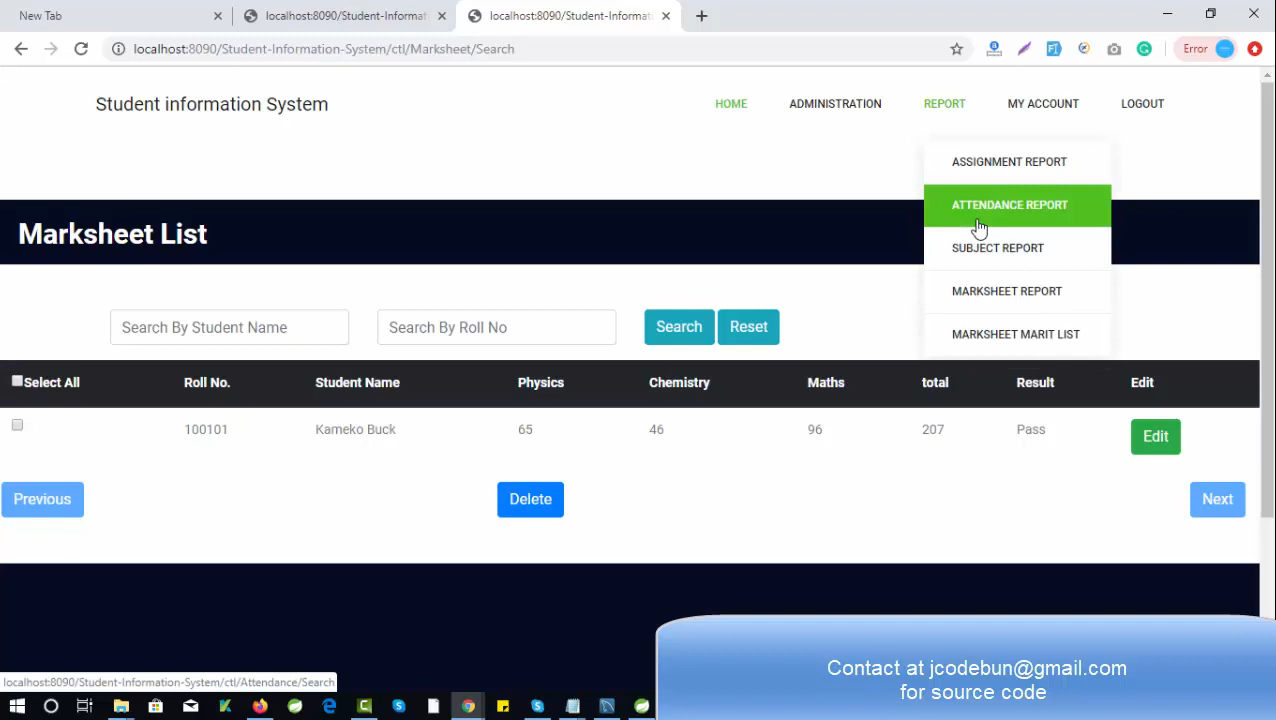 New Tab
localhost:8090/Student-Informat
localhost:8090/Student-Informat
localhost:8090/Student-Information-System/ctl/Marksheet/Search
Error
Student information System
HOME
ADMINISTRATION
REPORT
MY ACCOUNT
LOGOUT
ASSIGNMENT REPORT
ATTENDANCE REPORT
SUBJECT REPORT
MARKSHEET REPORT
MARKSHEET MARIT LIST
Marksheet List
Search By Student Name
Search By Roll No
Search
Reset
Select All Roll No. Student Name Physics Chemistry Maths total Result Edit
100101 Kameko Buck 65 46 96 207 Pass Edit
Previous
Delete
Next
Contact at jcodebun@gmail.com
for source code
localhost:8090/Student-Information-System/ctl/Attendance/Search